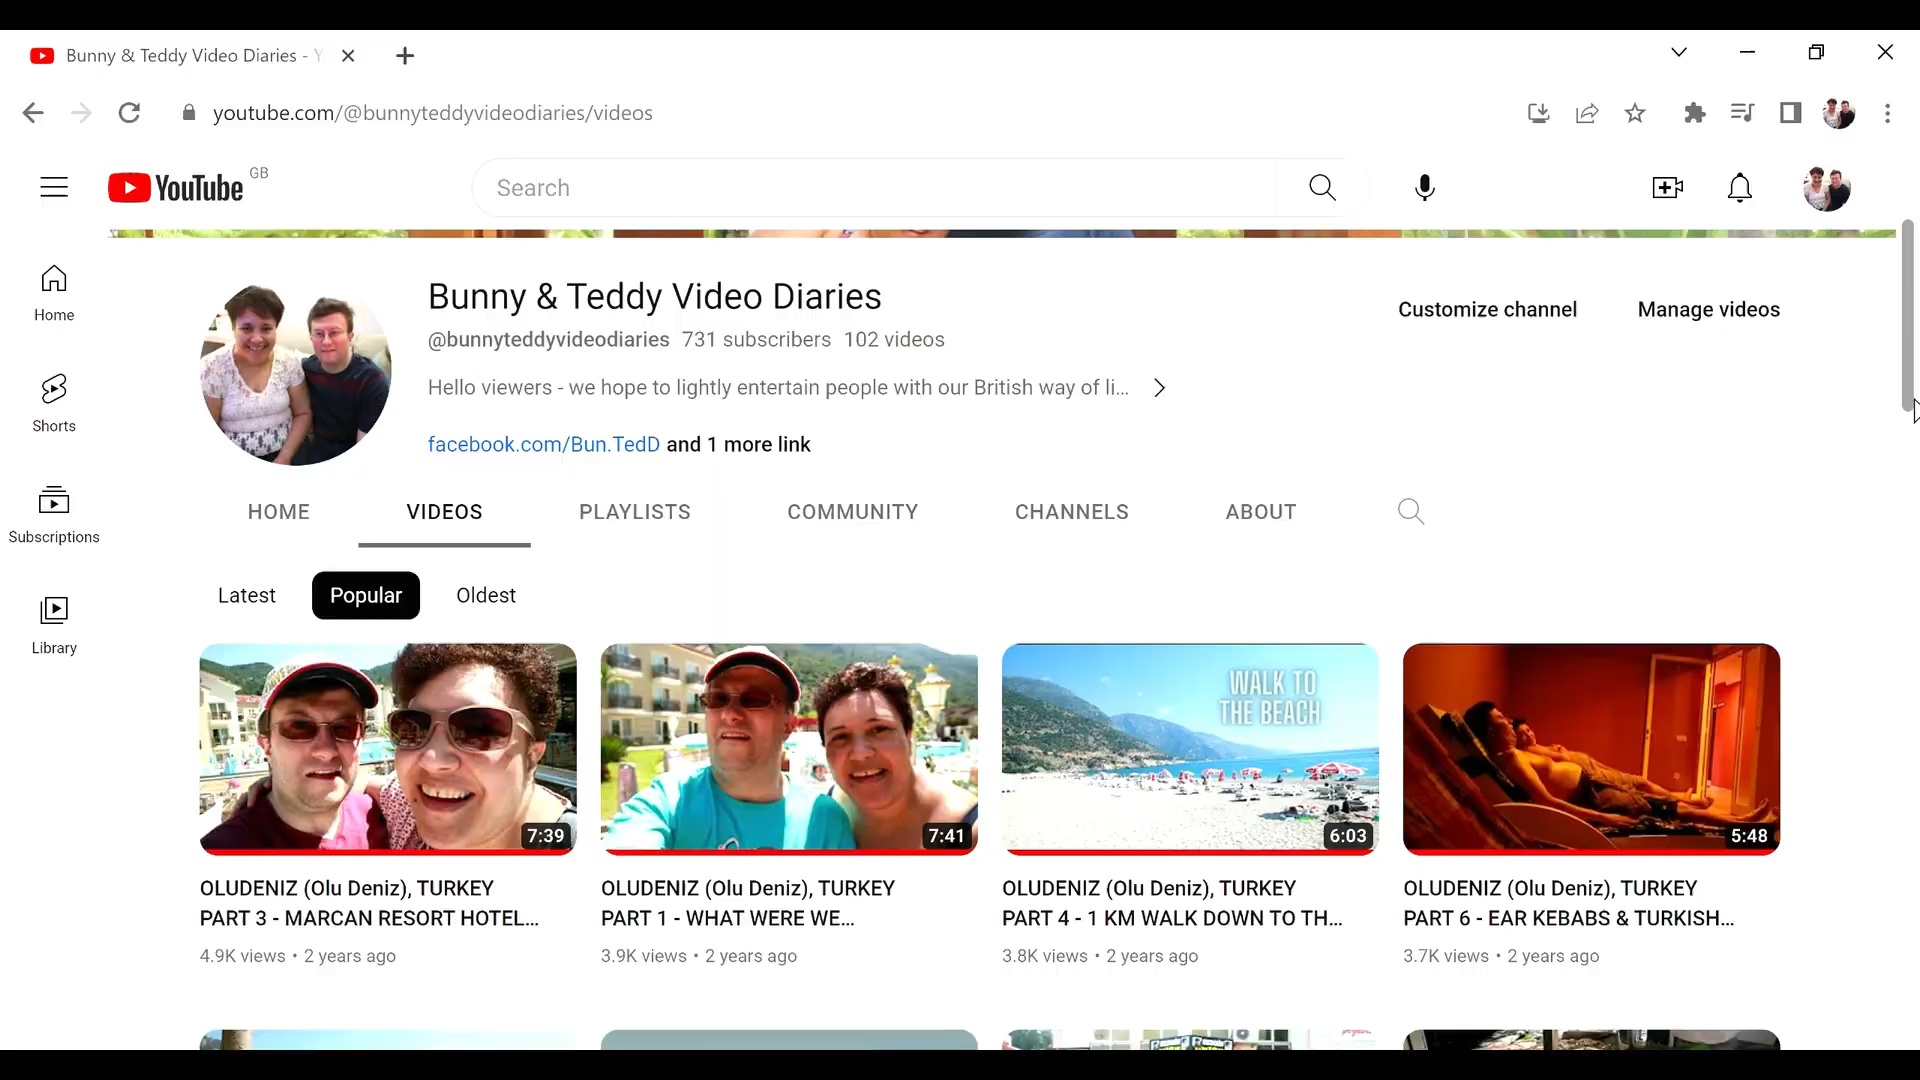 Bunny & Teddy Video Diaries - Y
youtube.com/@bunnyteddyvideodiaries/videos
YouTube GB
Search
Home
Shorts
Subscriptions
Library
Bunny & Teddy Video Diaries
@bunnyteddyvideodiaries 731 subscribers 102 videos
Hello viewers - we hope to lightly entertain people with our British way of li...
facebook.com/Bun.TedD and 1 more link
Customize channel Manage videos
HOME VIDEOS PLAYLISTS COMMUNITY CHANNELS ABOUT
Latest Popular Oldest
7:39
7:41
WALK TO
THE BEACH
6:03
5:48
OLUDENIZ (Olu Deniz), TURKEY
PART 3 - MARCAN RESORT HOTEL...
4.9K views • 2 years ago
OLUDENIZ (Olu Deniz), TURKEY
PART 1 - WHAT WERE WE...
3.9K views • 2 years ago
OLUDENIZ (Olu Deniz), TURKEY
PART 4 - 1 KM WALK DOWN TO TH...
3.8K views • 2 years ago
OLUDENIZ (Olu Deniz), TURKEY
PART 6 - EAR KEBABS & TURKISH...
3.7K views • 2 years ago